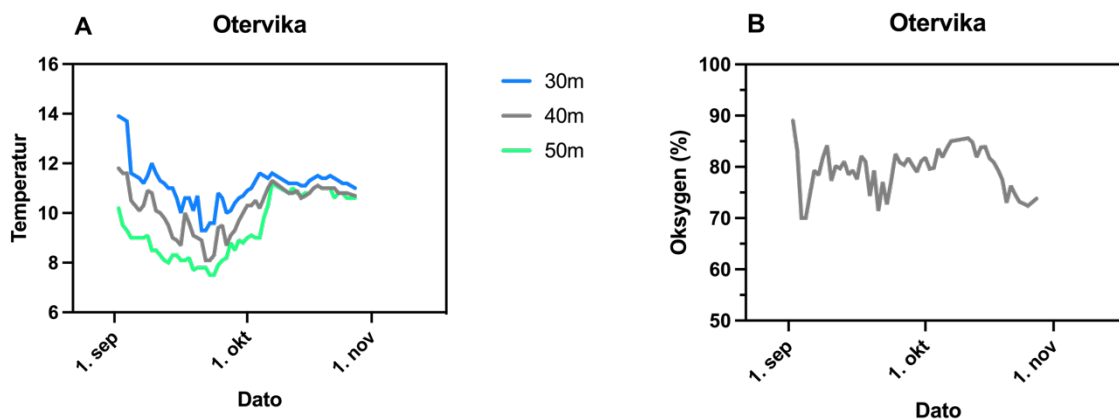 A
Otervika
Temperatur
16
14
12
10
8
6
1. sep
1. okt
1. nov
Dato
30m
40m
50m
B
Otervika
Oksygen (%)
100
90
80
70
60
50
1. sep
1. okt
1. nov
Dato